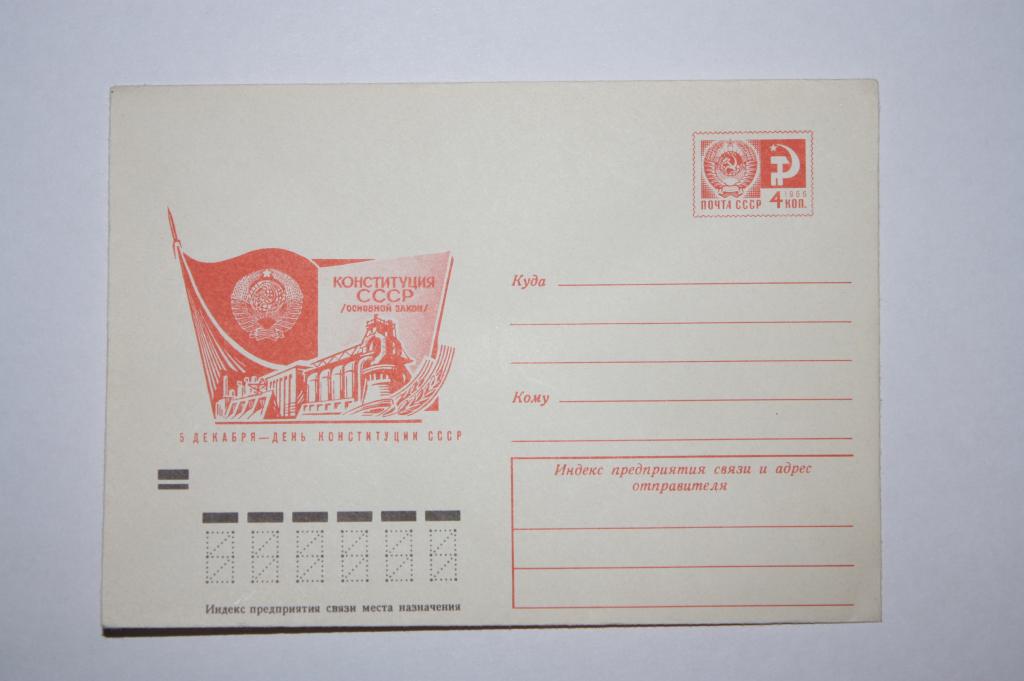 ПОЧТА СССР
1966
4 КОП.
КОНСТИТУЦИЯ
СССР
/ОСНОВНОЙ ЗАКОН/
5 ДЕКАБРЯ — ДЕНЬ КОНСТИТУЦИИ СССР
Куда
Кому
Индекс предприятия связи и адрес
отправителя
Индекс предприятия связи места назначения